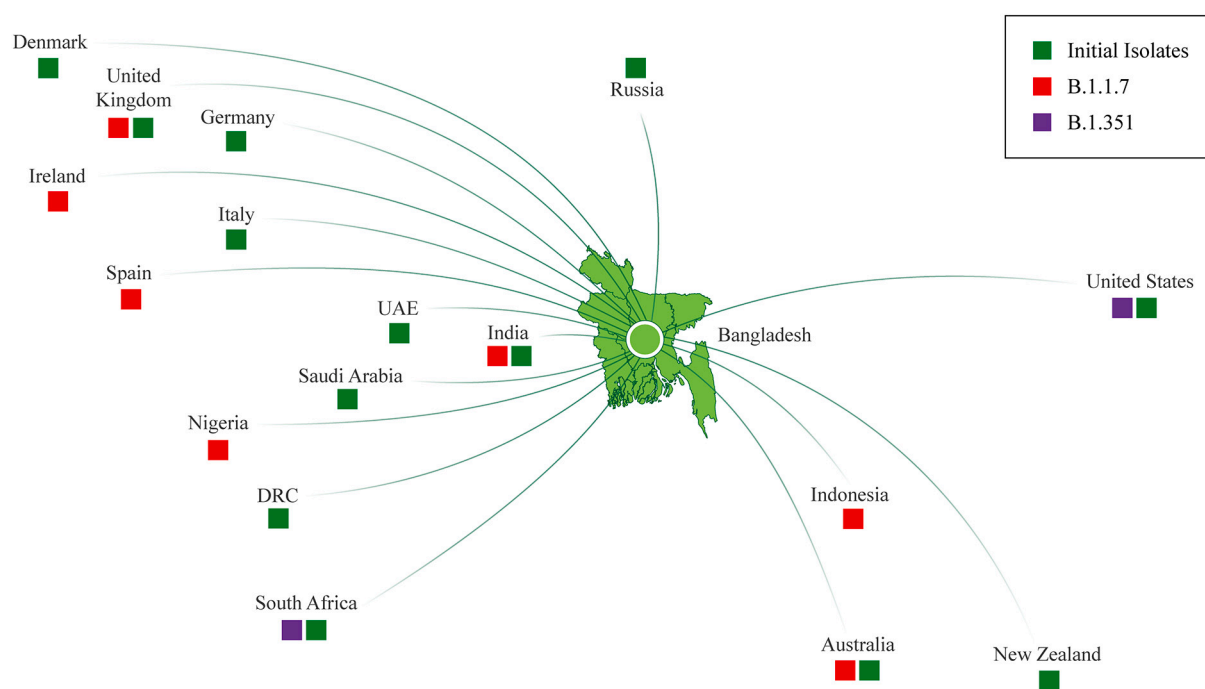 Denmark
United
Kingdom
Germany
Ireland
Italy
Spain
UAE
India
Saudi Arabia
Nigeria
DRC
South Africa
Russia
Bangladesh
United States
Indonesia
Australia
New Zealand
Initial Isolates
B.1.1.7
B.1.351